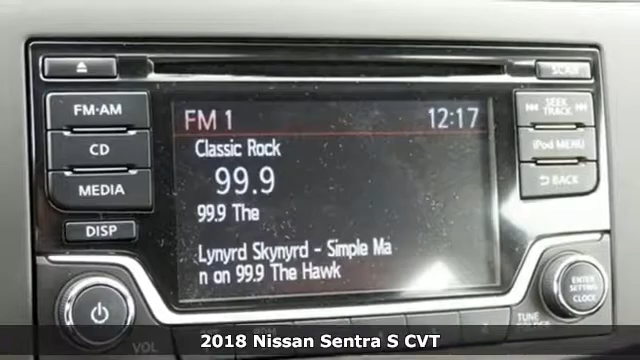 SCAN
FM·AM
CD
MEDIA
DISP
FM 1 12:17
Classic Rock
99.9
99.9 The
Lynyrd Skynyrd - Simple Ma
n on 99.9 The Hawk
SEEK
TRACK
iPod MENU
BACK
ENTER
SETTING
CLOCK
VOL
TUNE
2018 Nissan Sentra S CVT